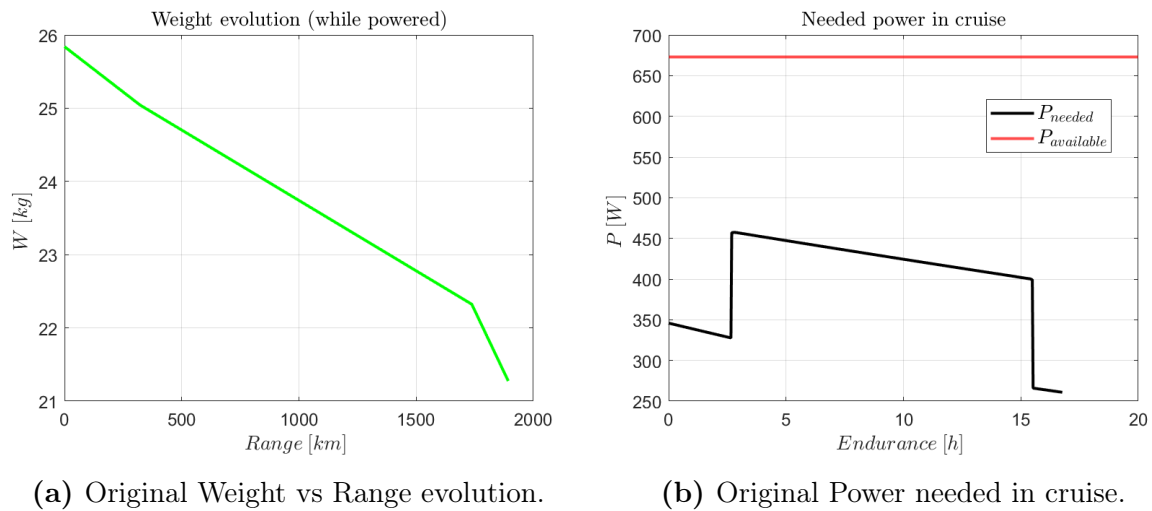 Weight evolution (while powered)
26
25
24
23
22
21
W [kg]
0 500 1000 1500 2000
Range [km]
(a) Original Weight vs Range evolution.
Needed power in cruise
700
650
600
550
500
450
400
350
300
250
P [W]
P_needed
P_available
0 5 10 15 20
Endurance [h]
(b) Original Power needed in cruise.